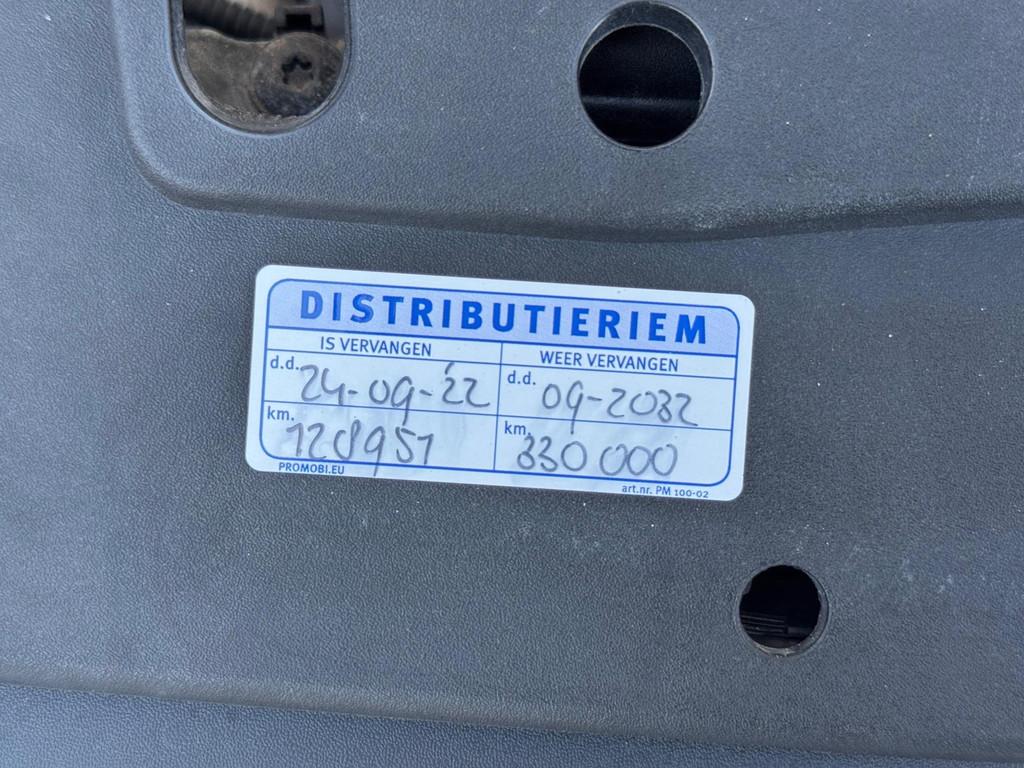 DISTRIBUTIERIEM
IS VERVANGEN
WEER VERVANGEN
d.d. 24-09-22
d.d. 09-2032
km. 128951
km. 330 000
PROMOBI.EU
art.nr. PM 100-02